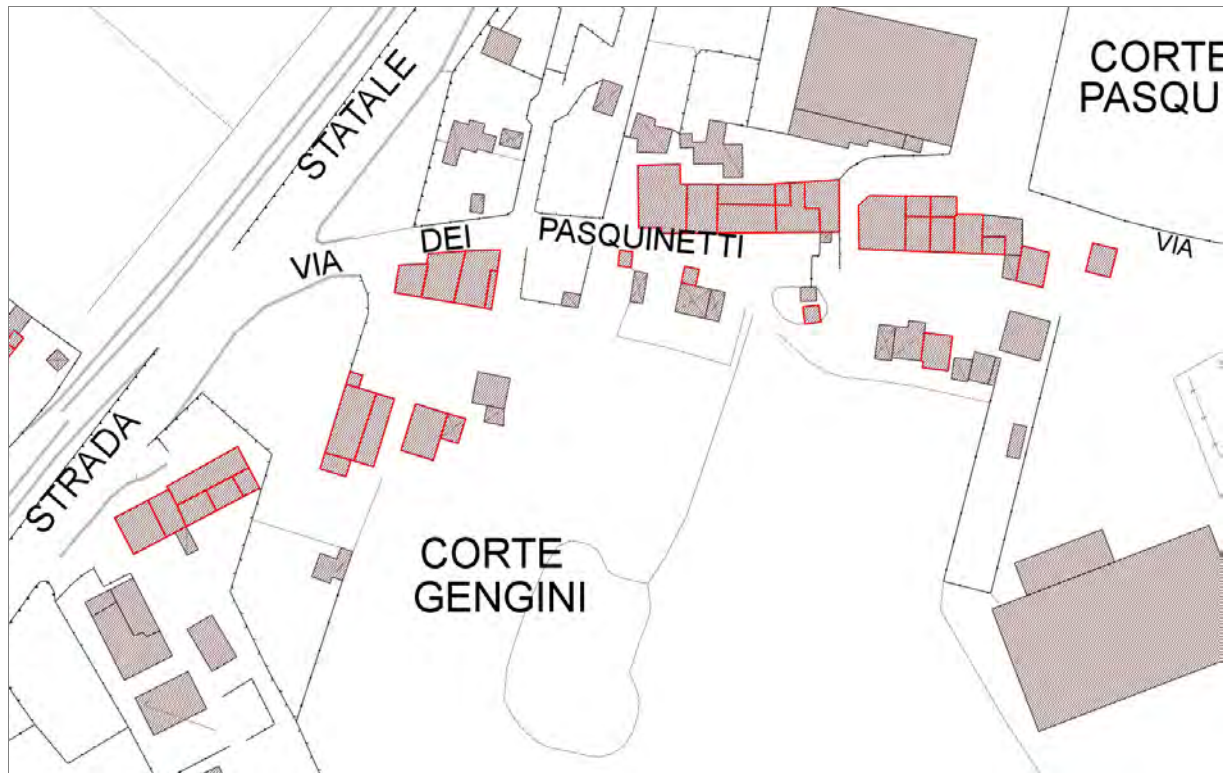 CORTE
PASQU
STATALE
VIA DEI PASQUINETTI
VIA
STRADA
CORTE
GENGINI